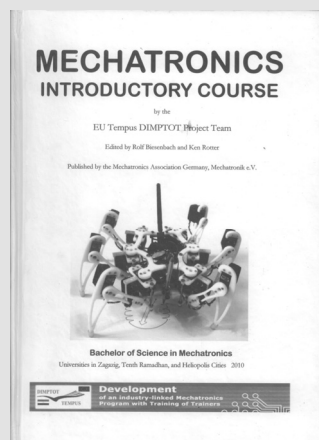 MECHATRONICS
INTRODUCTORY COURSE
by the
EU Tempus DIMPTOT Project Team
Edited by Rolf Biesenbach and Ken Rotter
Published by the Mechatronics Association Germany, Mechatronik e.V.
Bachelor of Science in Mechatronics
Universities in Zagazig, Tenth Ramadhan, and Heliopolis Cities 2010
DIMPTOT
TEMPUS
Development
of an industry-linked Mechatronics
Program with Training of Trainers